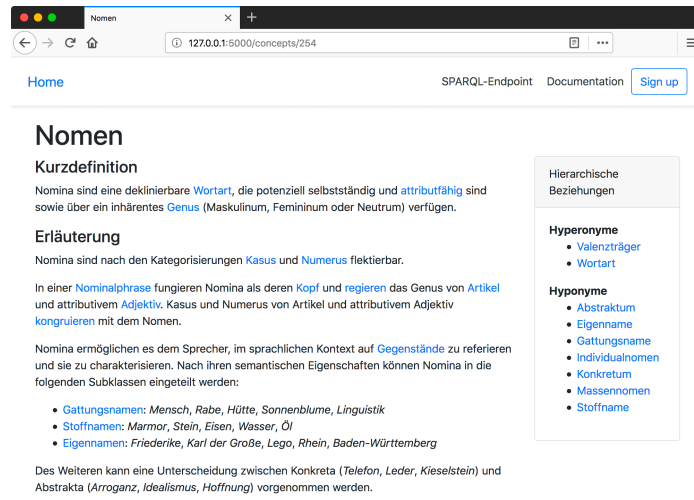 Nomen
127.0.0.1:5000/concepts/254
Home
SPARQL-Endpoint Documentation Sign up
Nomen
Kurzdefinition
Nomina sind eine deklinierbare Wortart, die potenziell selbstständig und attributfähig sind
sowie über ein inhärentes Genus (Maskulinum, Femininum oder Neutrum) verfügen.
Erläuterung
Nomina sind nach den Kategorisierungen Kasus und Numerus flektierbar.
In einer Nominalphrase fungieren Nomina als deren Kopf und regieren das Genus von Artikel
und attributivem Adjektiv. Kasus und Numerus von Artikel und attributivem Adjektiv
kongruieren mit dem Nomen.
Nomina ermöglichen es dem Sprecher, im sprachlichen Kontext auf Gegenstände zu referieren
und sie zu charakterisieren. Nach ihren semantischen Eigenschaften können Nomina in die
folgenden Subklassen eingeteilt werden:
• Gattungsnamen: Mensch, Rabe, Hütte, Sonnenblume, Linguistik
• Stoffnamen: Marmor, Stein, Eisen, Wasser, Öl
• Eigennamen: Friederike, Karl der Große, Lego, Rhein, Baden-Württemberg
Des Weiteren kann eine Unterscheidung zwischen Konkreta (Telefon, Leder, Kieselstein) und
Abstrakta (Arroganz, Idealismus, Hoffnung) vorgenommen werden.
Hierarchische
Beziehungen
Hyperonyme
• Valenzträger
• Wortart
Hyponyme
• Abstraktum
• Eigenname
• Gattungsname
• Individualnomen
• Konkretum
• Massennomen
• Stoffname